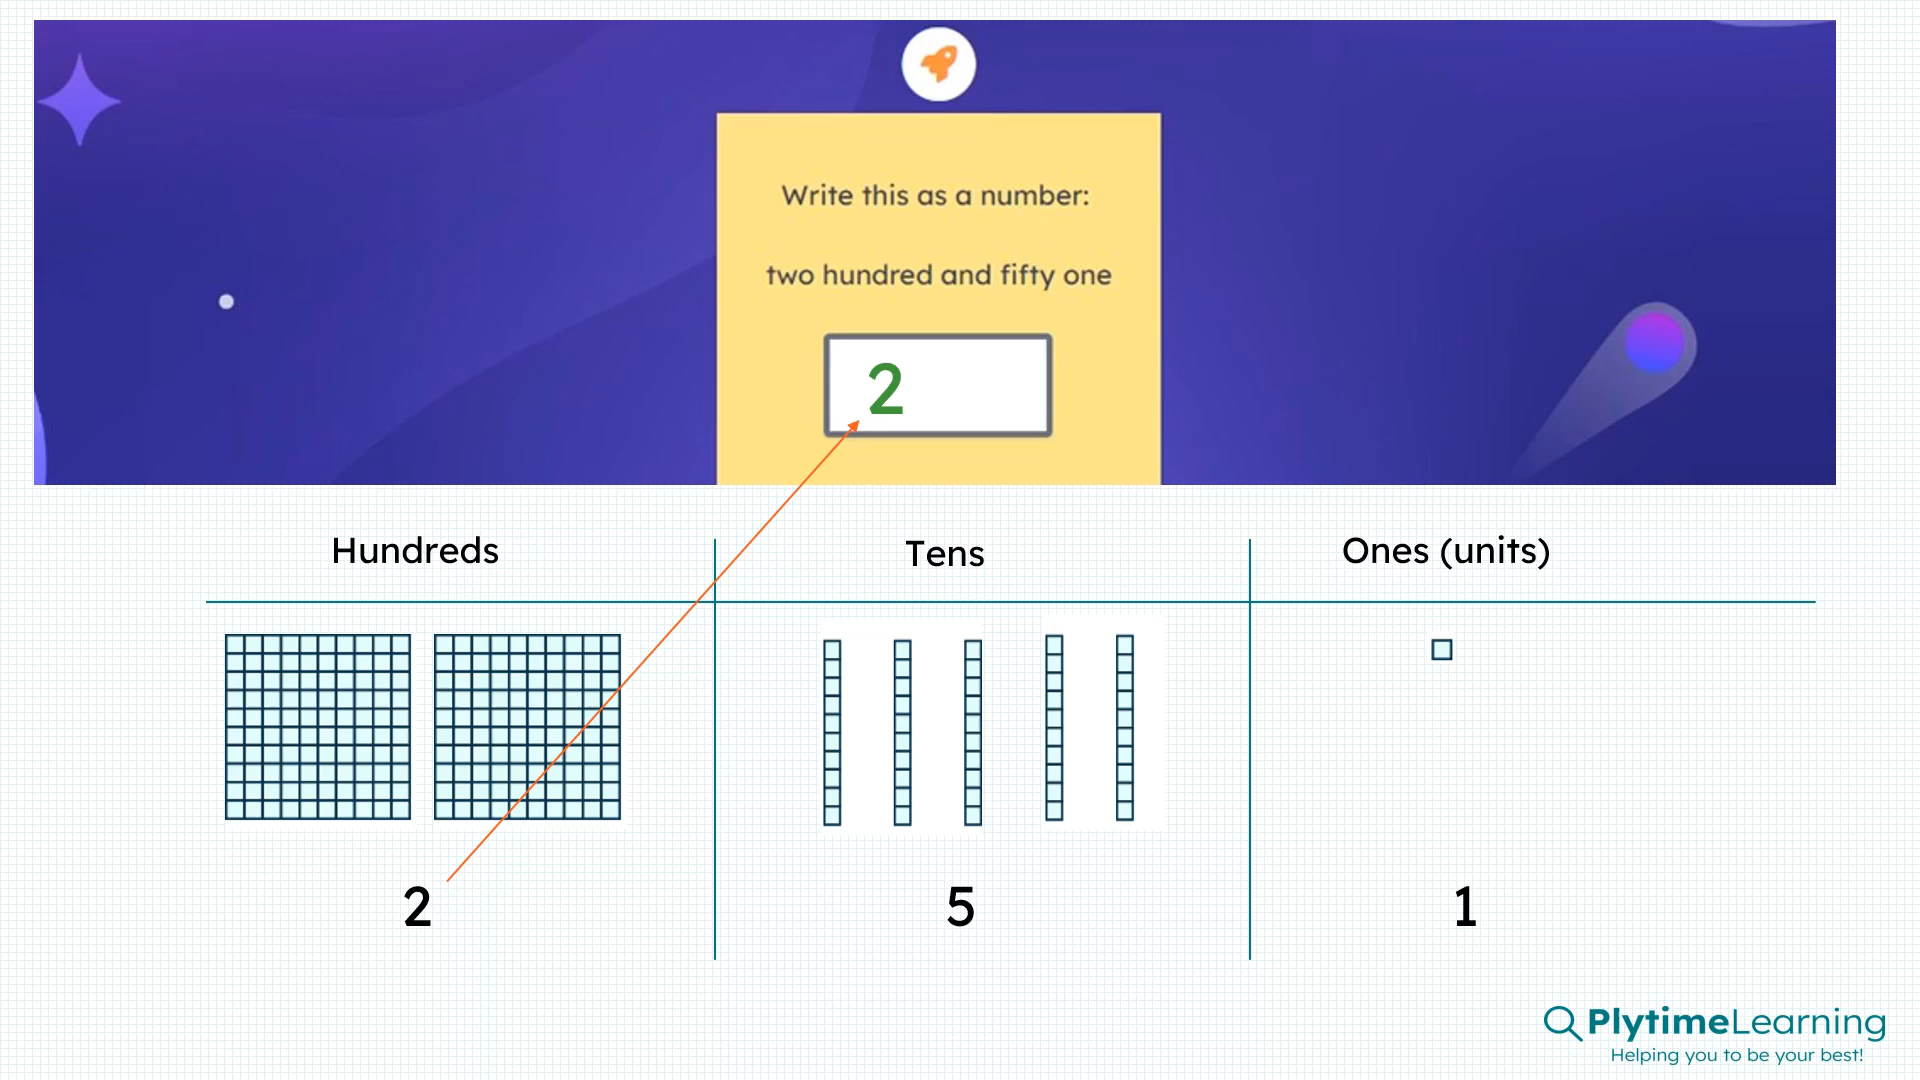 Write this as a number:
two hundred and fifty one
2
Hundreds
Tens
Ones (units)
2
5
1
PlytimeLearning
Helping you to be your best!